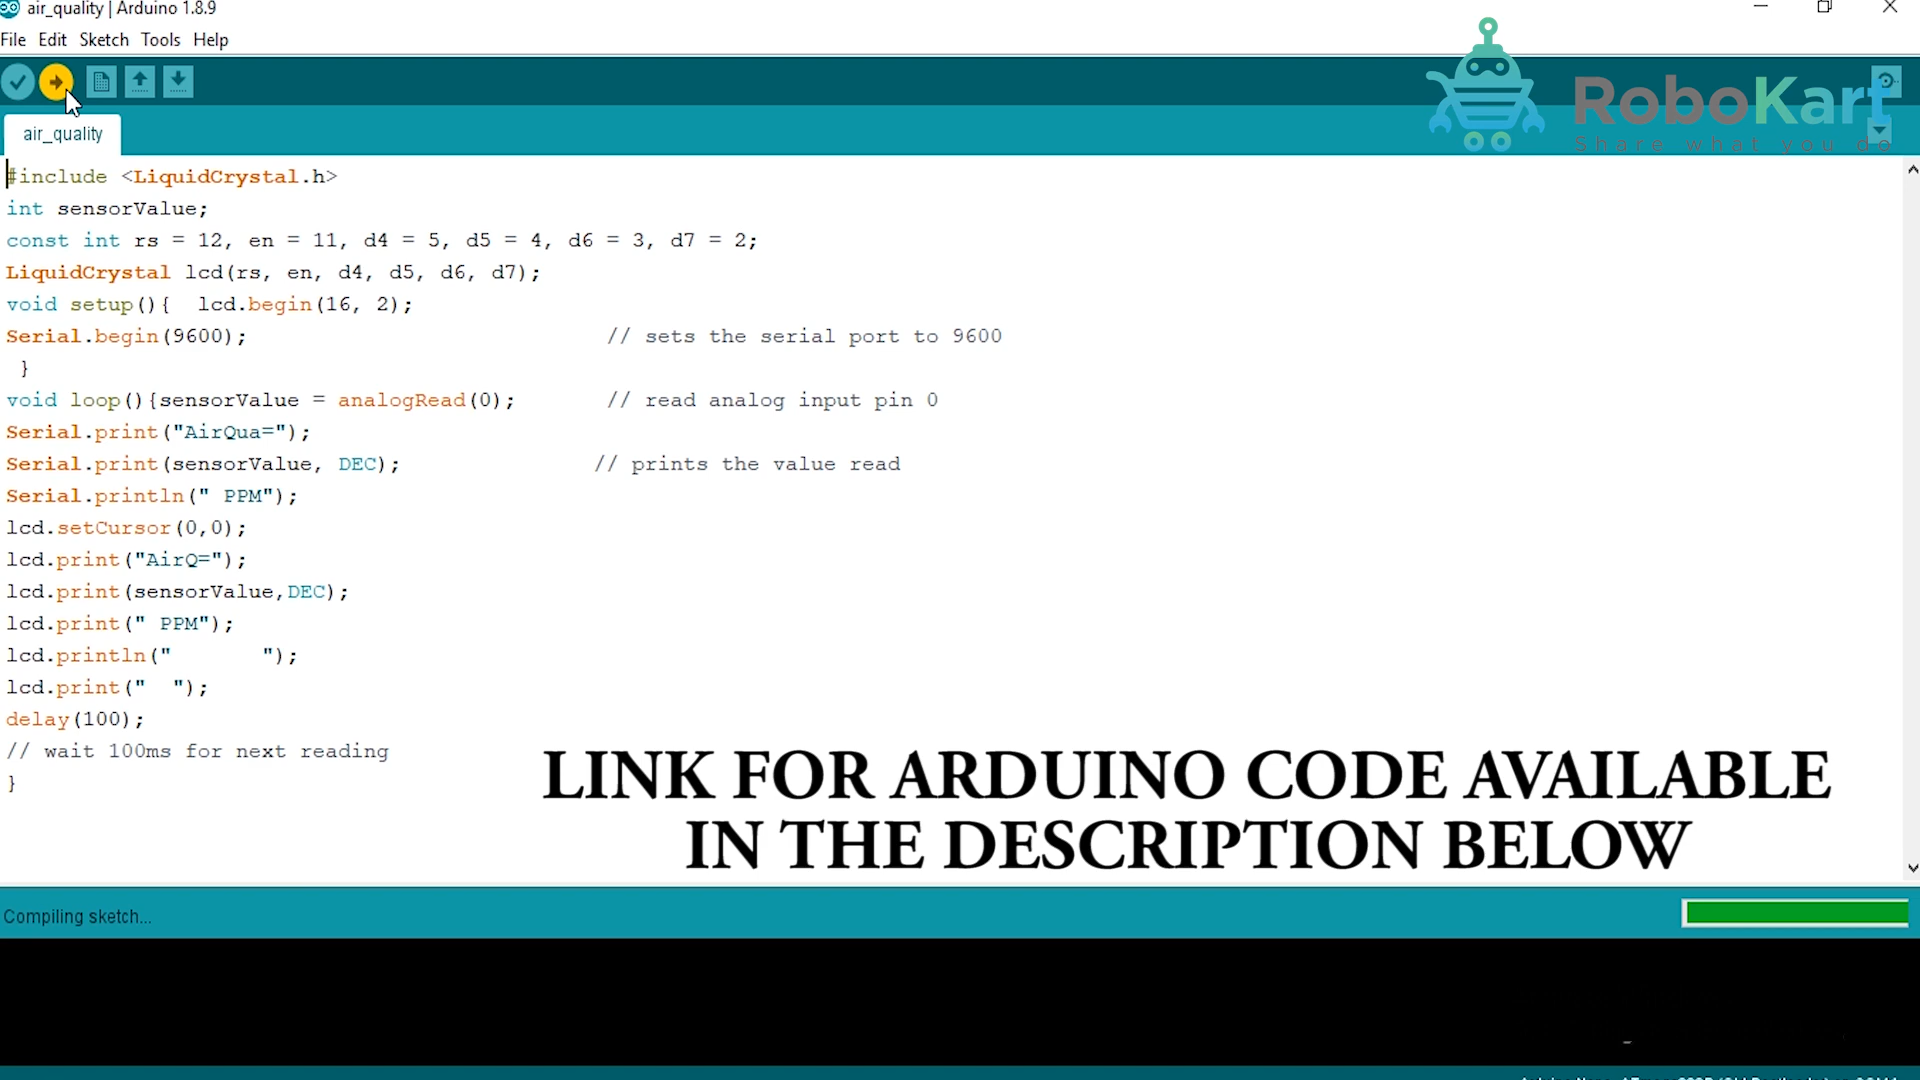 air_quality | Arduino 1.8.9
File Edit Sketch Tools Help
RoboKart
Share what you do
air_quality
#include <LiquidCrystal.h>
int sensorValue;
const int rs = 12, en = 11, d4 = 5, d5 = 4, d6 = 3, d7 = 2;
LiquidCrystal lcd(rs, en, d4, d5, d6, d7);
void setup(){  lcd.begin(16, 2);
Serial.begin(9600); // sets the serial port to 9600
}
void loop(){sensorValue = analogRead(0); // read analog input pin 0
Serial.print("AirQua=");
Serial.print(sensorValue, DEC); // prints the value read
Serial.println(" PPM");
lcd.setCursor(0,0);
lcd.print("AirQ=");
lcd.print(sensorValue,DEC);
lcd.print(" PPM");
lcd.println("       ");
lcd.print("  ");
delay(100);
// wait 100ms for next reading
}
LINK FOR ARDUINO CODE AVAILABLE
IN THE DESCRIPTION BELOW
Compiling sketch...